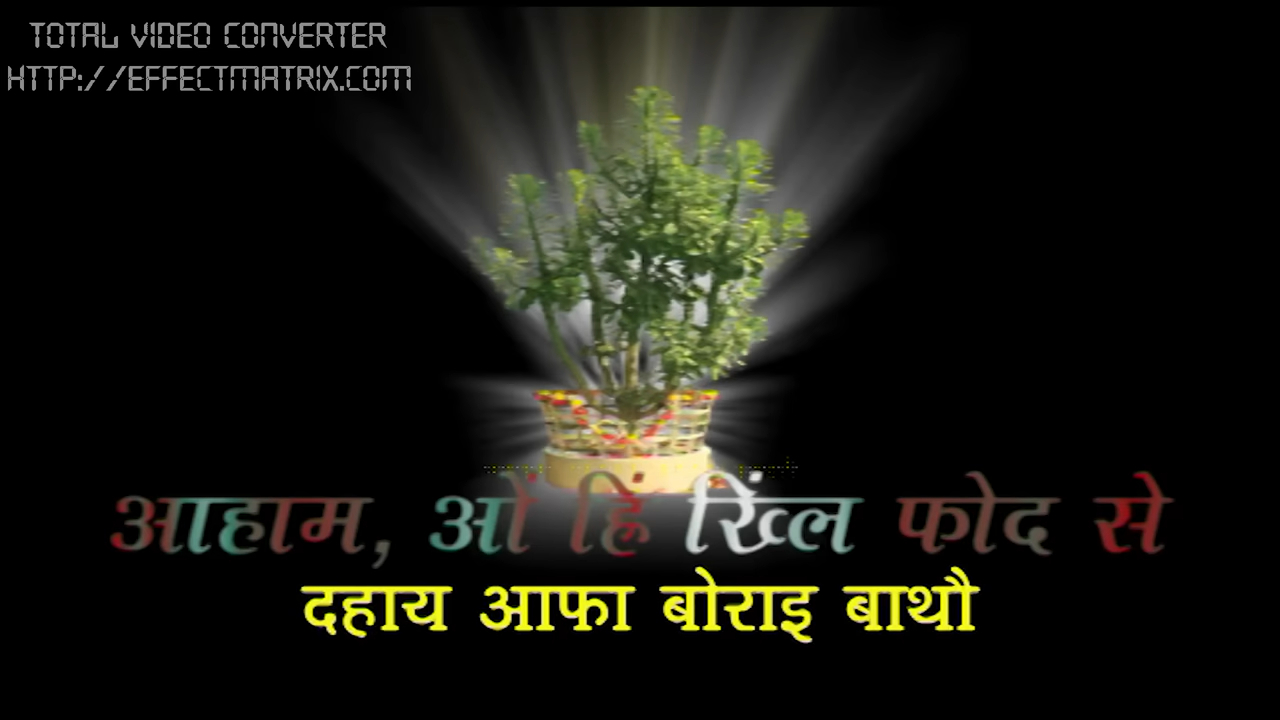 TOTAL VIDEO CONVERTER
HTTP://EFFECTMATRIX.COM
आहाम, ओं ह्रिं ख्लिं फोद से
दहाय आफा बोराइ बाथौ